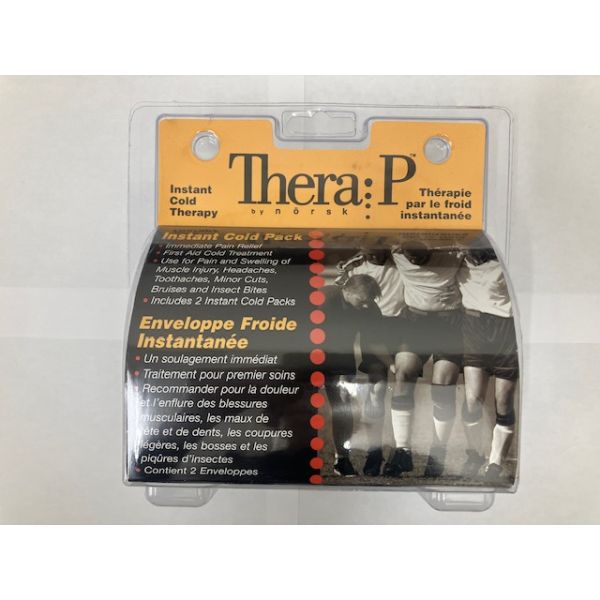 Instant
Cold
Therapy
Thera:P™
by nörsk
Thérapie
par le froid
instantanée
Instant Cold Pack
• Immediate Pain Relief
• First Aid Cold Treatment
• Use for Pain and Swelling of
Muscle Injury, Headaches,
Toothaches, Minor Cuts,
Bruises and Insect Bites
• Includes 2 Instant Cold Packs
Enveloppe Froide
Instantanée
• Un soulagement immédiat
• Traitement pour premier soins
• Recommander pour la douleur
et l'enflure des blessures
musculaires, les maux de
tête et de dents, les coupures
légères, les bosses et les
piqûres d'insectes
• Contient 2 Enveloppes